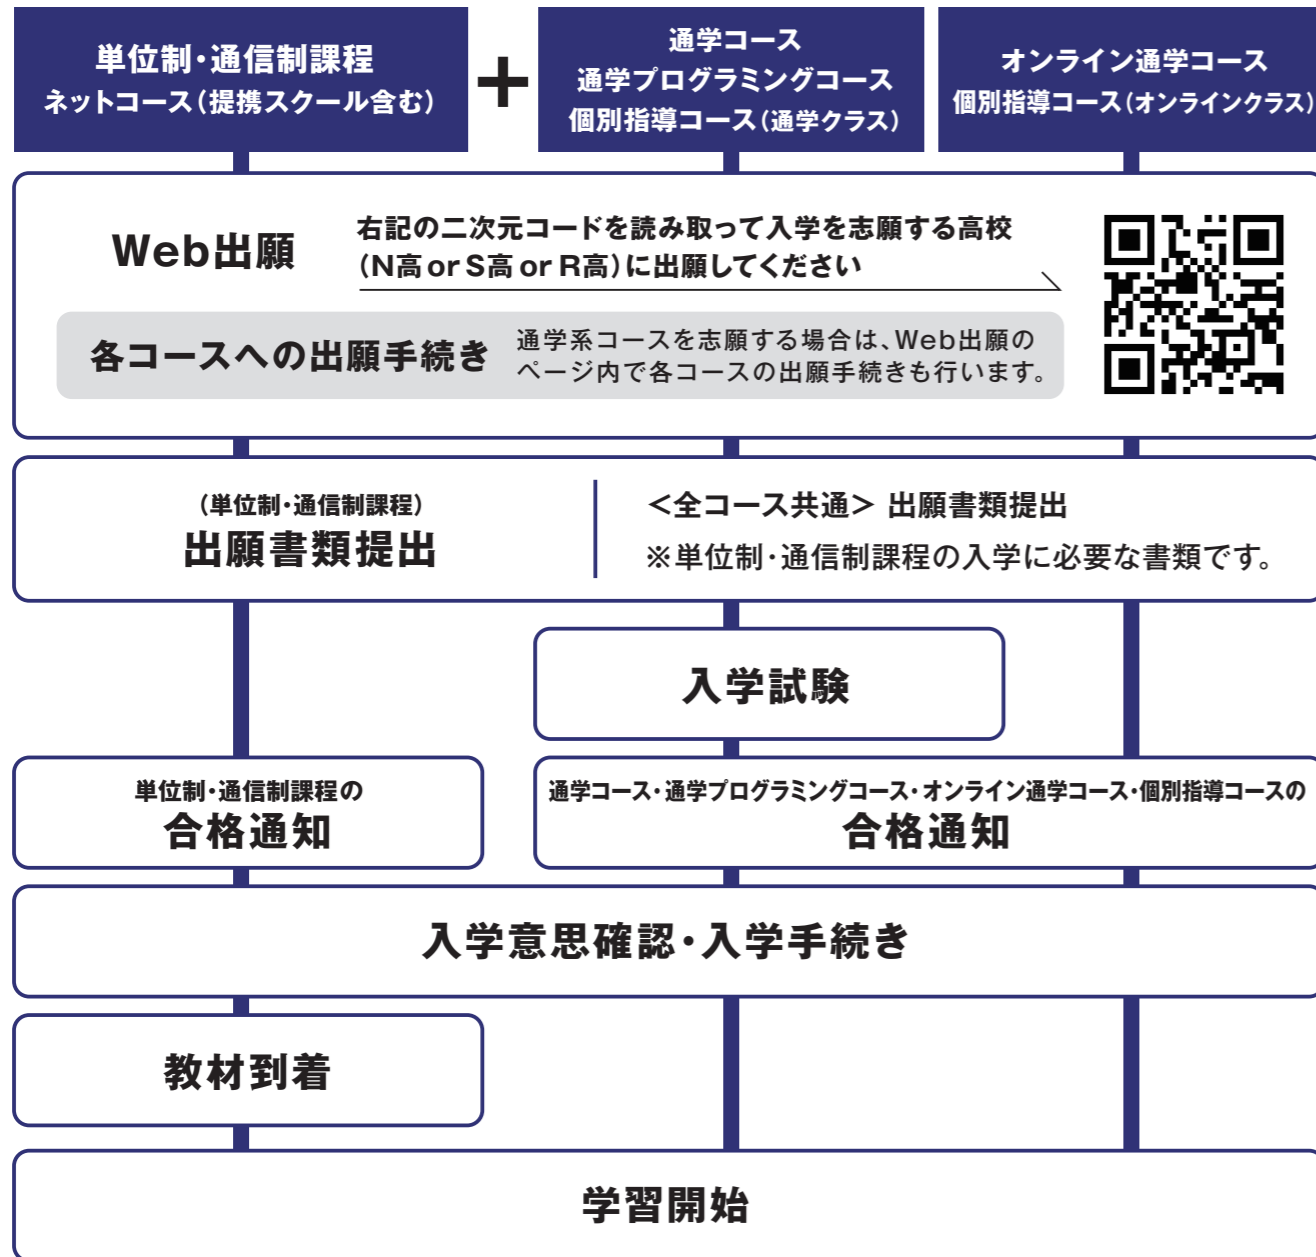 単位制・通信制課程
ネットコース（提携スクール含む）
＋
通学コース
通学プログラミングコース
個別指導コース（通学クラス）
オンライン通学コース
個別指導コース（オンラインクラス）
Web出願
右記の二次元コードを読み取って入学を志願する高校
（N高 or S高 or R高）に出願してください
各コースへの出願手続き
通学系コースを志願する場合は、Web出願の
ページ内で各コースの出願手続きも行います。
（単位制・通信制課程）
出願書類提出
＜全コース共通＞ 出願書類提出
※単位制・通信制課程の入学に必要な書類です。
入学試験
単位制・通信制課程の
合格通知
通学コース・通学プログラミングコース・オンライン通学コース・個別指導コースの
合格通知
入学意思確認・入学手続き
教材到着
学習開始